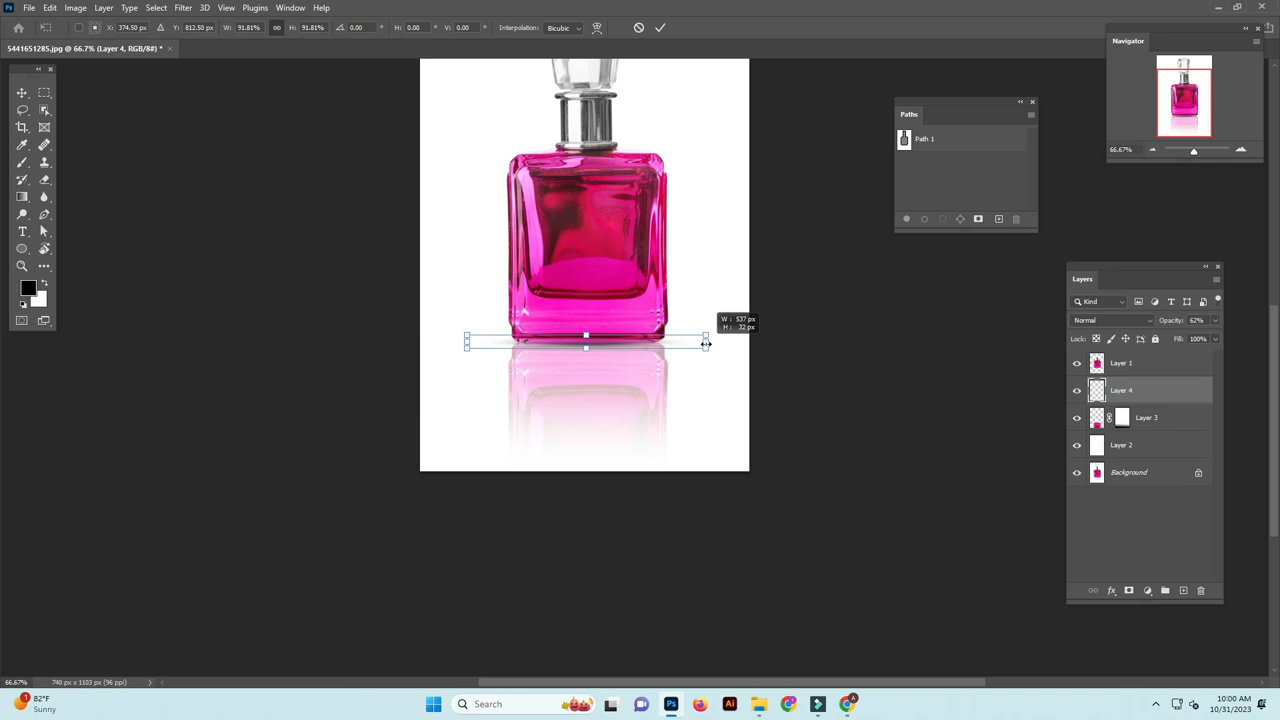 Ps File Edit Image Layer Type Select Filter 3D View Plugins Window Help
X: 374.50 px Y: 812.50 px W: 91.81% H: 91.81% 0.00 ° H: 0.00 ° V: 0.00 ° Interpolation: Bicubic
5441651285.jpg @ 66.7% (Layer 4, RGB/8#) * ×
Navigator
66.67%
Paths
Path 1
W: 537 px
H: 32 px
Layers
Kind
Normal Opacity: 62%
Lock: Fill: 100%
Layer 1
Layer 4
Layer 3
Layer 2
Background
66.67% 740 px x 1103 px (96 ppi)
1 82°F
Sunny
Search
Ps Ai A
10:00 AM
10/31/2023